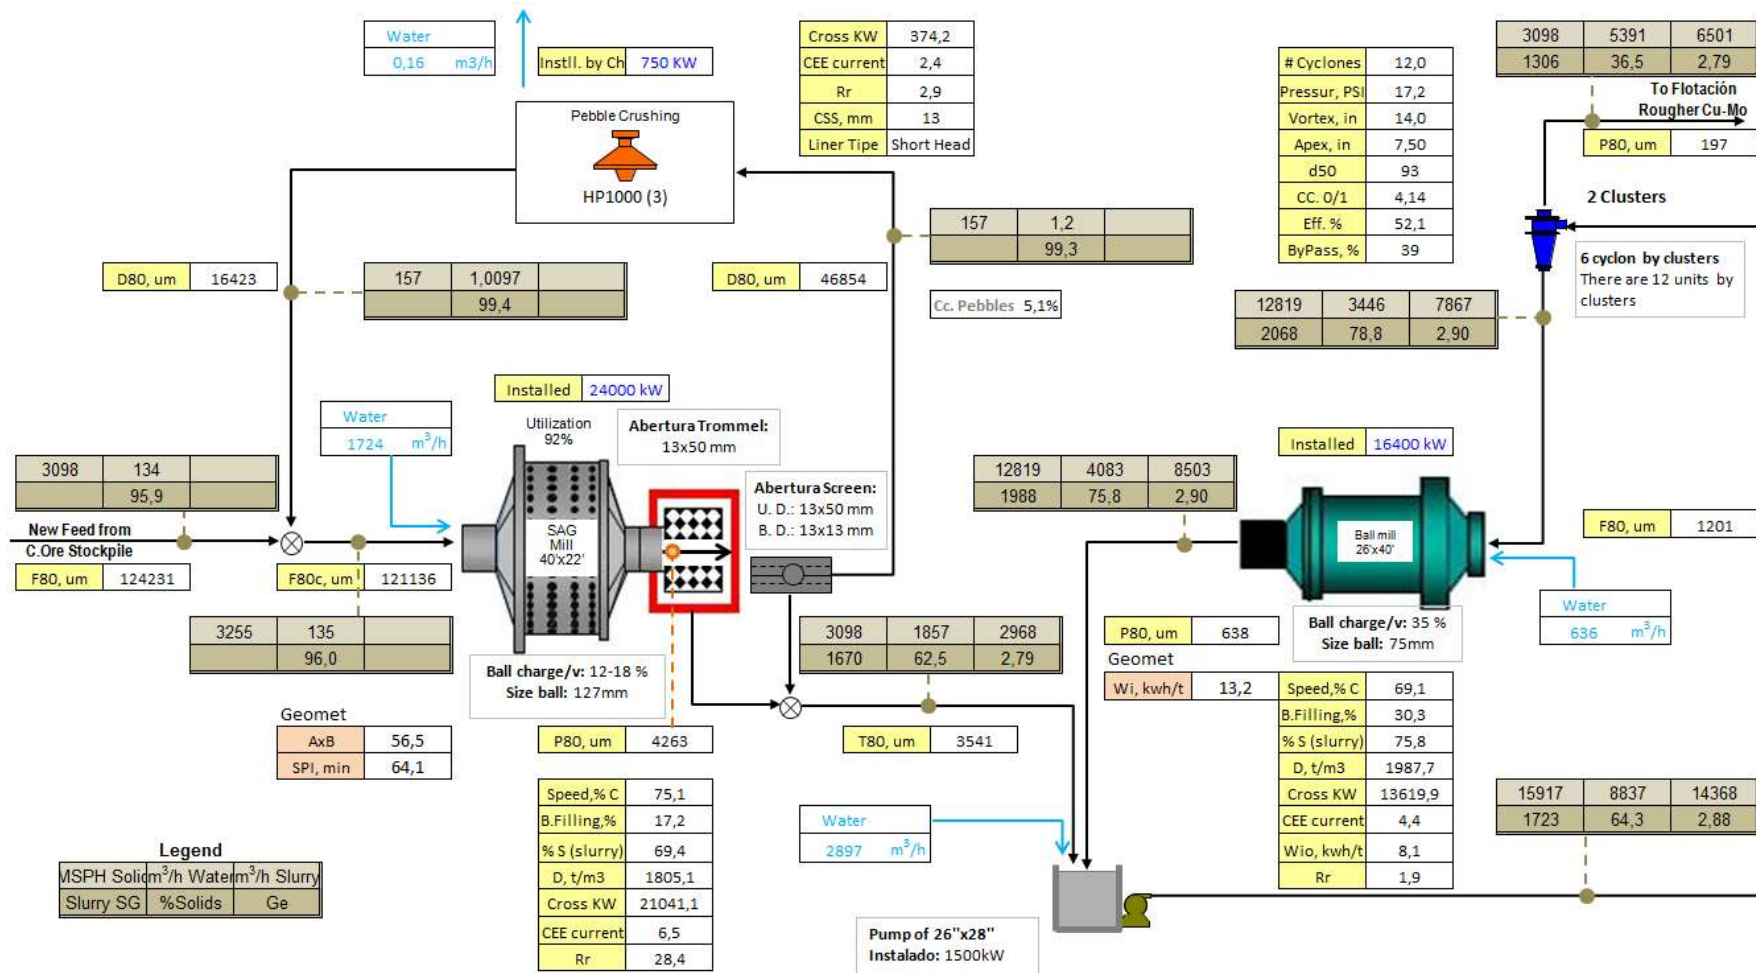 Water
0,16 m3/h
Instll. by Ch 750 KW
Pebble Crushing
HP1000 (3)
Cross KW 374,2
CEE current 2,4
Rr 2,9
CSS, mm 13
Liner Tipe Short Head
# Cyclones 12,0
Pressur, PSI 17,2
Vortex, in 14,0
Apex, in 7,50
d50 93
CC. 0/1 4,14
Eff. % 52,1
ByPass, % 39
3098 5391 6501
1306 36,5 2,79
To Flotación
Rougher Cu-Mo
P80, um 197
2 Clusters
6 cyclon by clusters
There are 12 units by
clusters
157 1,2
99,3
D80, um 16423
157 1,0097
99,4
D80, um 46854
Cc. Pebbles 5,1%
12819 3446 7867
2068 78,8 2,90
Installed 24000 kW
Water
1724 m³/h
Utilization
92%
Abertura Trommel:
13x50 mm
Abertura Screen:
U. D.: 13x50 mm
B. D.: 13x13 mm
SAG
Mill
40'x22'
3098 134
95,9
New Feed from
C.Ore Stockpile
F80, um 124231
F80c, um 121136
3255 135
96,0
Ball charge/v: 12-18 %
Size ball: 127mm
Geomet
AxB 56,5
SPI, min 64,1
P80, um 4263
3098 1857 2968
1670 62,5 2,79
T80, um 3541
Speed,% C 75,1
B.Filling,% 17,2
% S (slurry) 69,4
D, t/m3 1805,1
Cross KW 21041,1
CEE current 6,5
Rr 28,4
Installed 16400 kW
12819 4083 8503
1988 75,8 2,90
Ball mill
26'x40'
F80, um 1201
Water
636 m³/h
Ball charge/v: 35 %
Size ball: 75mm
P80, um 638
Geomet
Wi, kwh/t 13,2
Speed,% C 69,1
B.Filling,% 30,3
% S (slurry) 75,8
D, t/m3 1987,7
Cross KW 13619,9
CEE current 4,4
Wio, kwh/t 8,1
Rr 1,9
Water
2897 m³/h
15917 8837 14368
1723 64,3 2,88
Pump of 26"x28"
Instalado: 1500kW
Legend
MSPH Solid m³/h Water m³/h Slurry
Slurry SG %Solids Ge